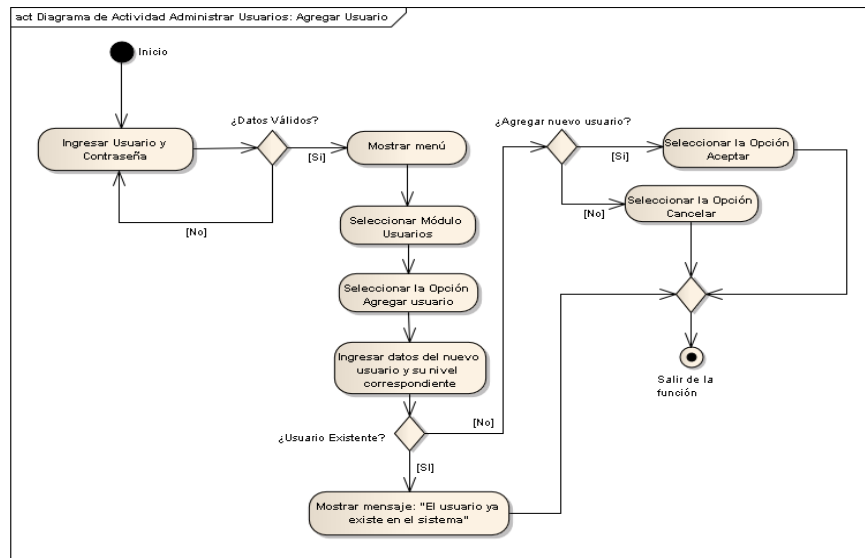 act Diagrama de Actividad Administrar Usuarios: Agregar Usuario
Inicio
Ingresar Usuario y
Contraseña
¿Datos Válidos?
[Si]
[No]
Mostrar menú
Seleccionar Módulo
Usuarios
Seleccionar la Opción
Agregar usuario
Ingresar datos del nuevo
usuario y su nivel
correspondiente
¿Usuario Existente?
[No]
[SI]
Mostrar mensaje: "El usuario ya
existe en el sistema"
¿Agregar nuevo usuario?
[Si]
Seleccionar la Opción
Aceptar
[No]
Seleccionar la Opción
Cancelar
Salir de la
función